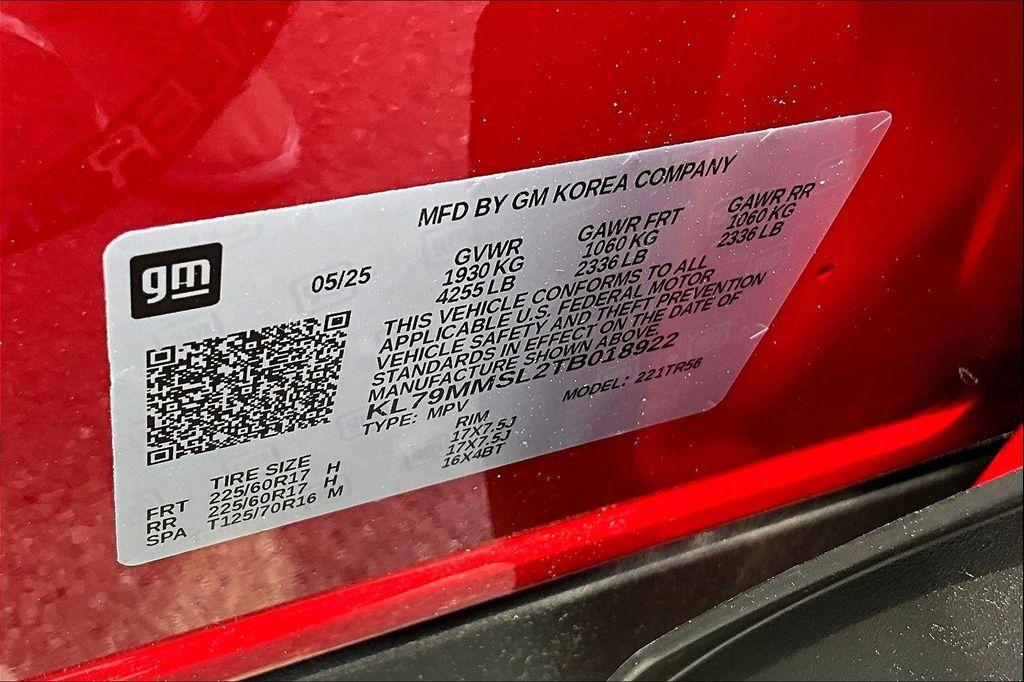 MFD BY GM KOREA COMPANY
gm
05/25
GVWR GAWR FRT GAWR RR
1930 KG 1060 KG 1060 KG
4255 LB 2336 LB 2336 LB
THIS VEHICLE CONFORMS TO ALL
APPLICABLE U.S. FEDERAL MOTOR
VEHICLE SAFETY AND THEFT PREVENTION
STANDARDS IN EFFECT ON THE DATE OF
MANUFACTURE SHOWN ABOVE.
KL79MMSL2TB018922
TYPE: MPV MODEL: 221TR56
TIRE SIZE RIM
FRT 225/60R17 H 17X7.5J
RR 225/60R17 H 17X7.5J
SPA T125/70R16 M 16X4BT